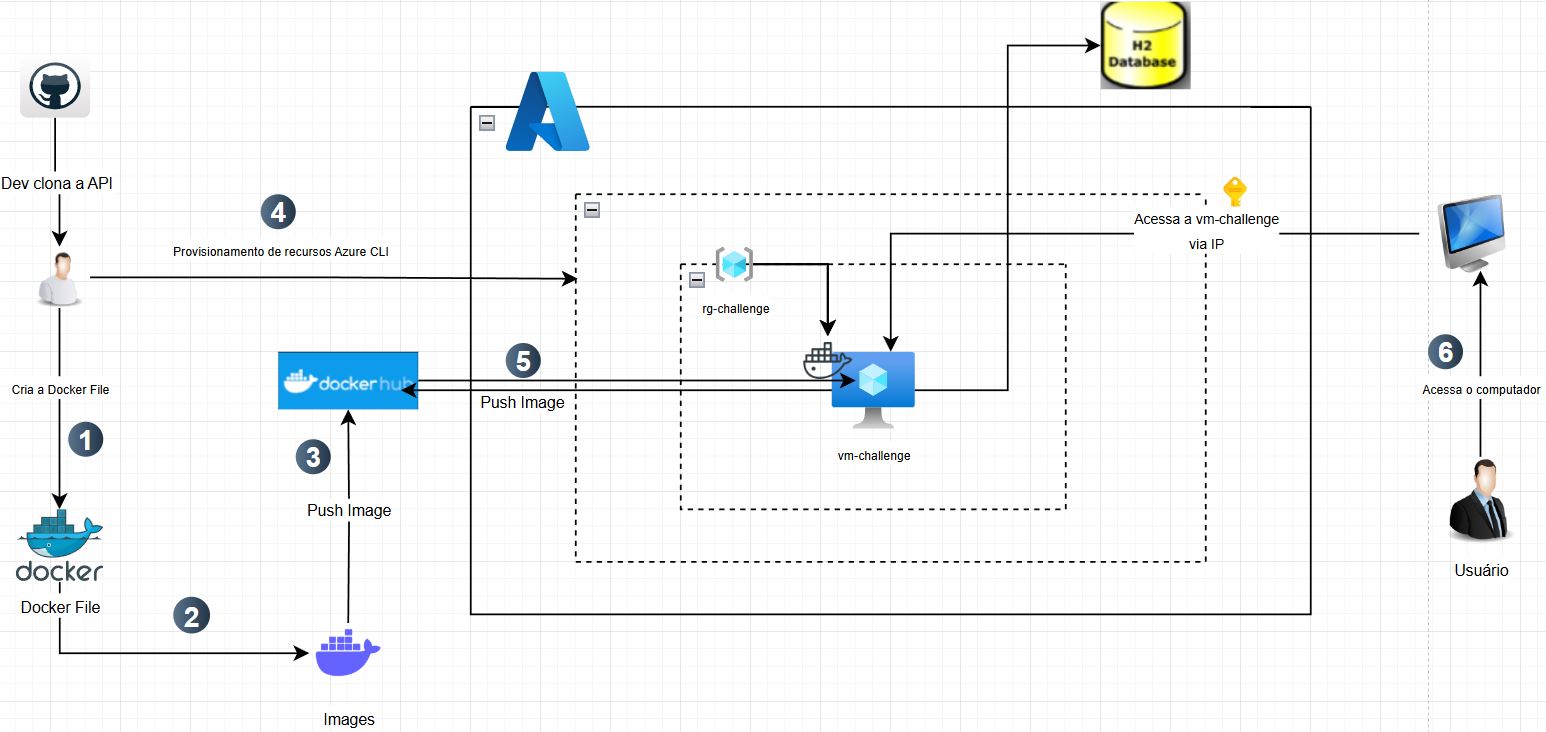 H2
Database
Dev clona a API
4
Provisionamento de recursos Azure CLI
Acessa a vm-challenge
via IP
rg-challenge
5
dockerhub
Push Image
6
Cria a Docker File
Acessa o computador
1
3
vm-challenge
Push Image
docker
Usuário
Docker File
2
Images